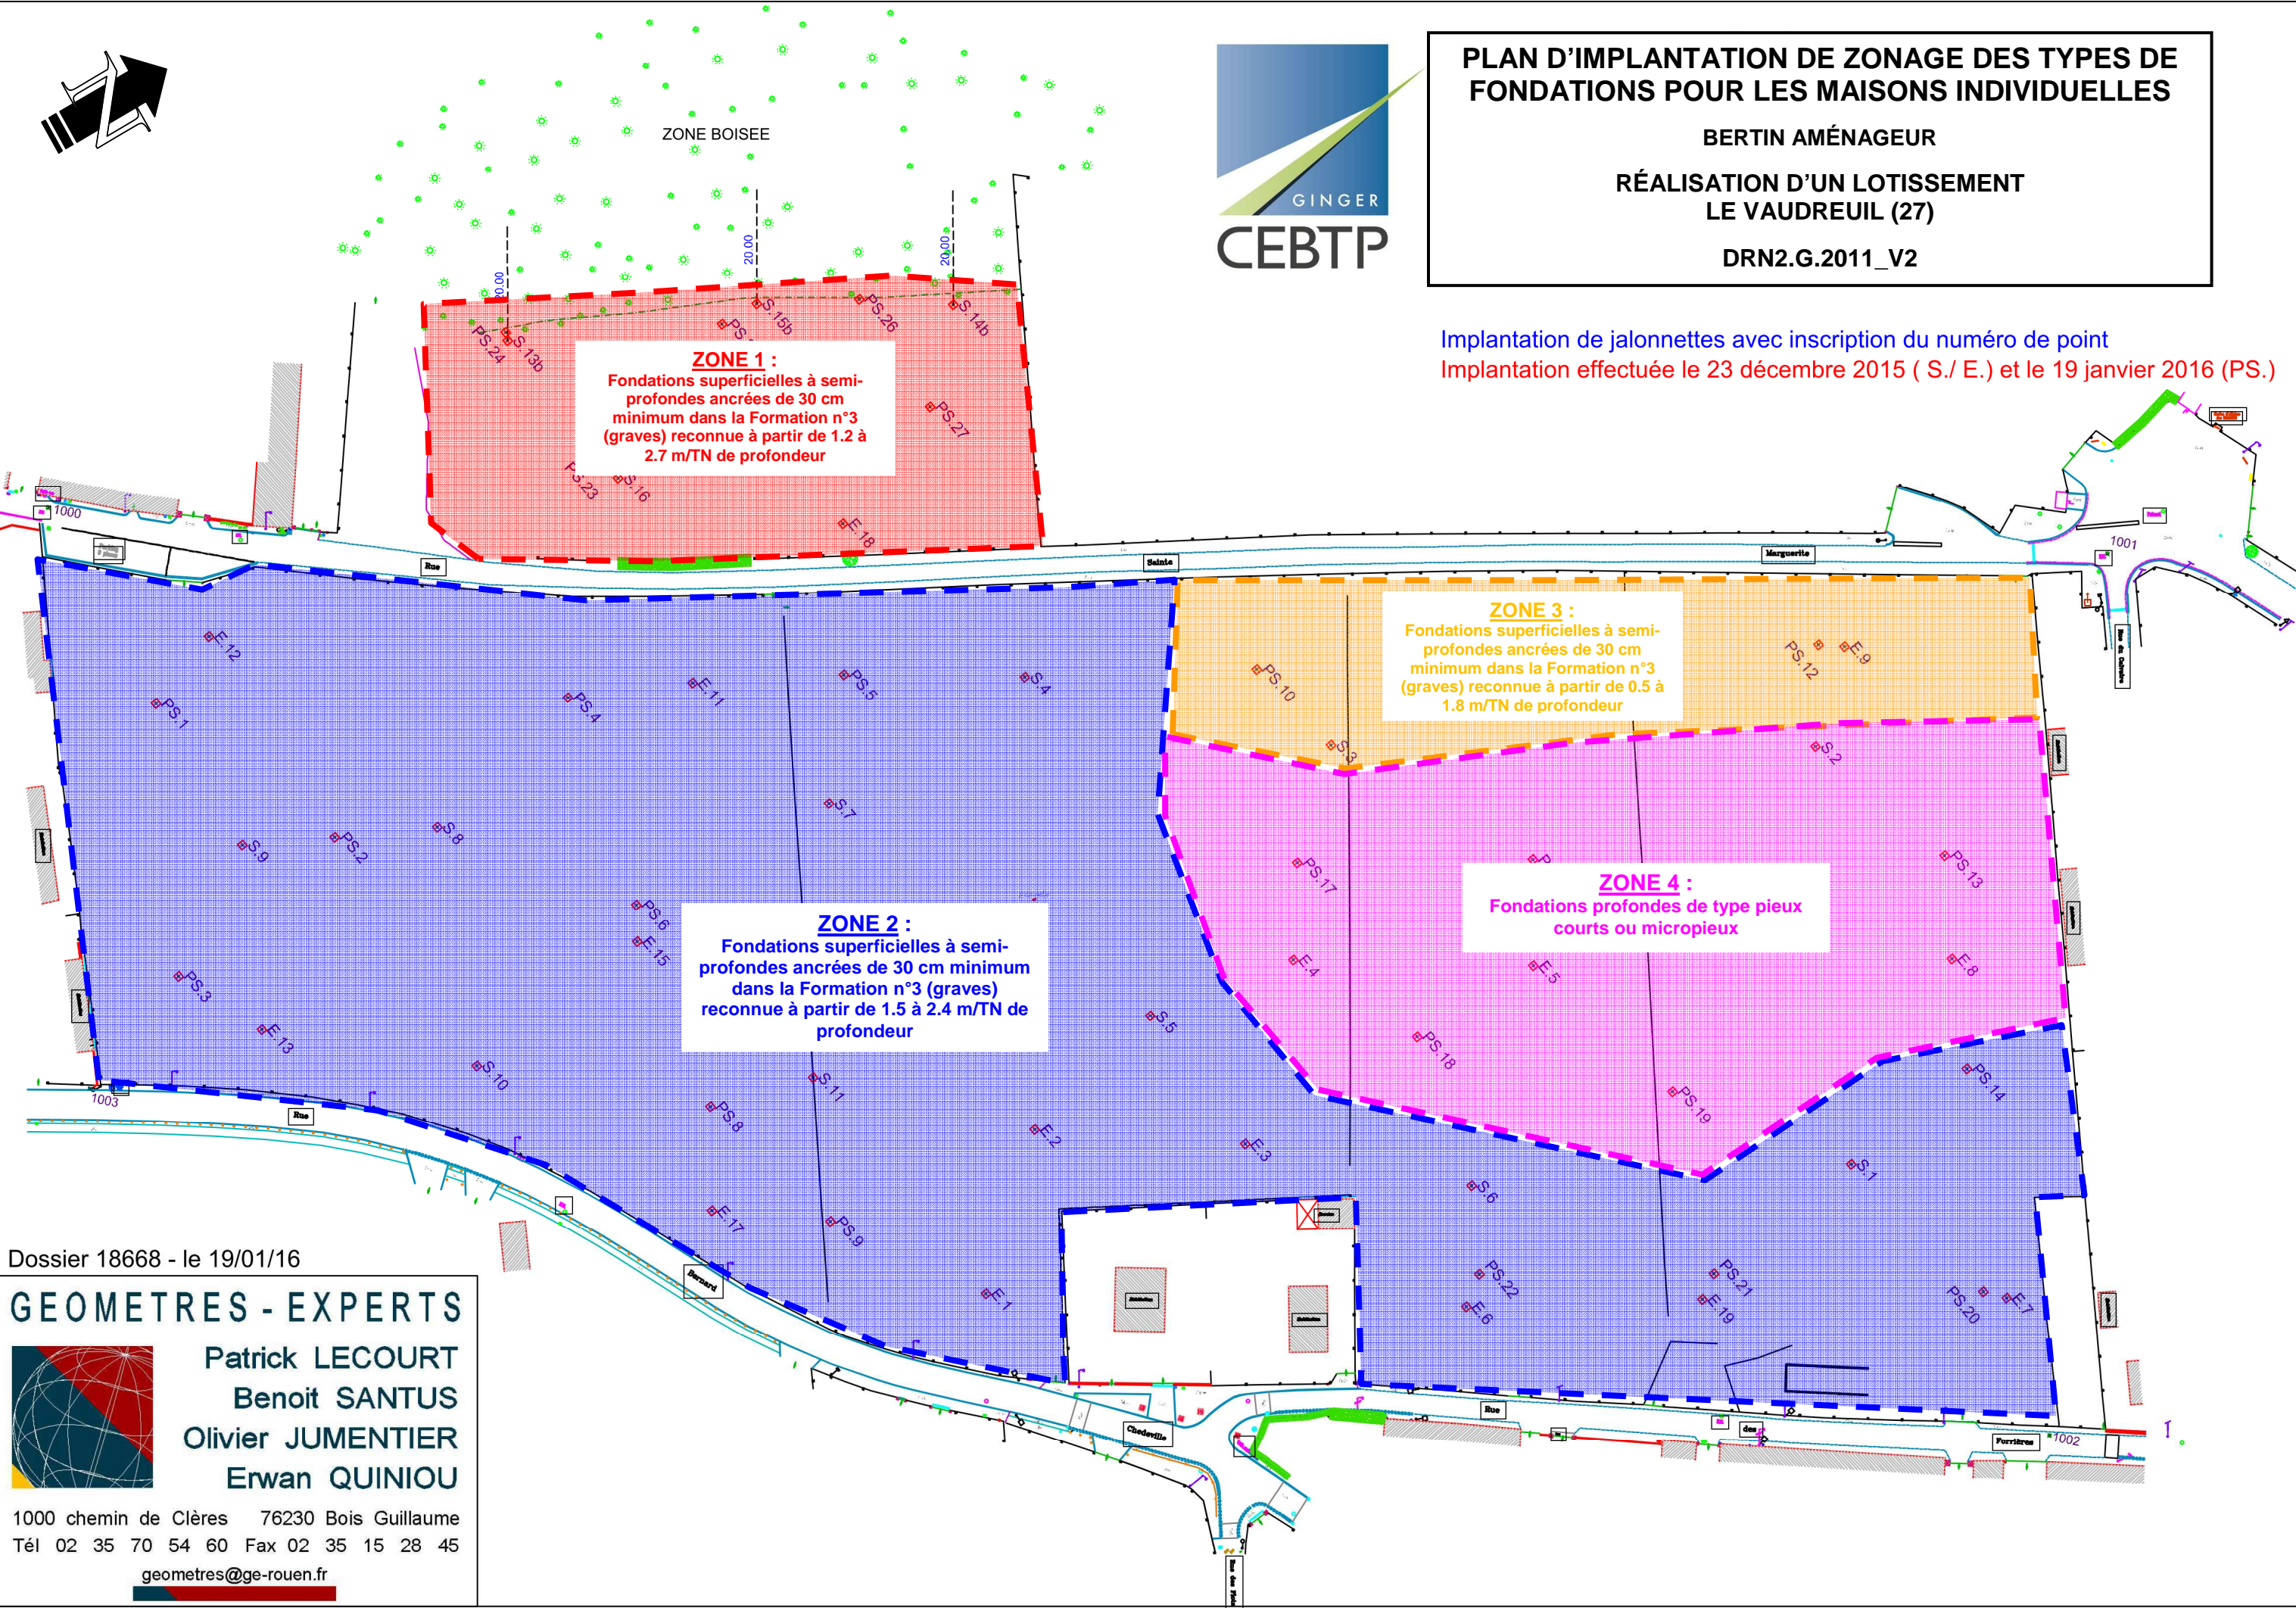 ZONE BOISEE
GINGER
CEBTP
PLAN D'IMPLANTATION DE ZONAGE DES TYPES DE
FONDATIONS POUR LES MAISONS INDIVIDUELLES
BERTIN AMÉNAGEUR
RÉALISATION D'UN LOTISSEMENT
LE VAUDREUIL (27)
DRN2.G.2011_V2
Implantation de jalonnettes avec inscription du numéro de point
Implantation effectuée le 23 décembre 2015 ( S./ E.) et le 19 janvier 2016 (PS.)
20.00
20.00
20.00
PS.24
S.13b
S.15b
PS.26
S.14b
PS.27
PS.23
S.16
E.18
ZONE 1 :
Fondations superficielles à semi-
profondes ancrées de 30 cm
minimum dans la Formation n°3
(graves) reconnue à partir de 1.2 à
2.7 m/TN de profondeur
1000
Rue
Sainte
Marguerite
1001
Rue du Calvaire
E.12
PS.1
PS.4
E.11
PS.5
S.4
PS.10
S.3
PS.12
E.9
ZONE 3 :
Fondations superficielles à semi-
profondes ancrées de 30 cm
minimum dans la Formation n°3
(graves) reconnue à partir de 0.5 à
1.8 m/TN de profondeur
S.2
S.9
PS.2
S.8
S.7
PS.6
E.15
PS.17
PS.13
E.4
E.5
E.8
PS.18
PS.19
ZONE 4 :
Fondations profondes de type pieux
courts ou micropieux
ZONE 2 :
Fondations superficielles à semi-
profondes ancrées de 30 cm minimum
dans la Formation n°3 (graves)
reconnue à partir de 1.5 à 2.4 m/TN de
profondeur
PS.3
E.13
S.10
S.5
S.11
PS.8
E.2
E.3
PS.14
S.1
S.6
E.17
PS.9
E.1
PS.22
E.6
PS.21
E.19
PS.20
E.7
1003
Rue
Bernard
Chedeville
Rue
des
Forrières
1002
Dossier 18668 - le 19/01/16
GEOMETRES - EXPERTS
Patrick LECOURT
Benoit SANTUS
Olivier JUMENTIER
Erwan QUINIOU
1000 chemin de Clères 76230 Bois Guillaume
Tél 02 35 70 54 60 Fax 02 35 15 28 45
geometres@ge-rouen.fr